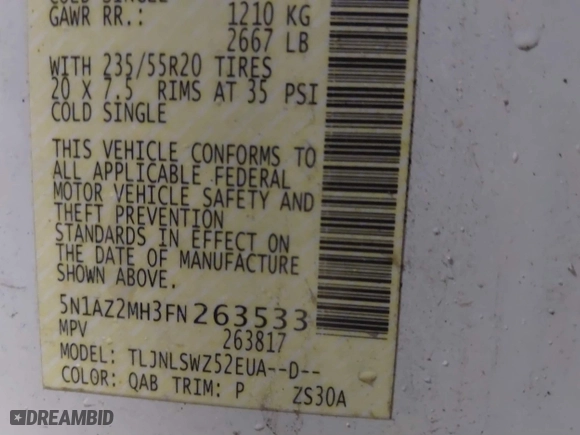 GAWR RR.: 1210 KG
2667 LB
WITH 235/55R20 TIRES
20 X 7.5 RIMS AT 35 PSI
COLD SINGLE
THIS VEHICLE CONFORMS TO
ALL APPLICABLE FEDERAL
MOTOR VEHICLE SAFETY AND
THEFT PREVENTION
STANDARDS IN EFFECT ON
THE DATE OF MANUFACTURE
SHOWN ABOVE.
5N1AZ2MH3FN263533
MPV 263817
MODEL: TLJNLSWZ52EUA--D--
COLOR: QAB TRIM: P ZS30A
DREAMBID